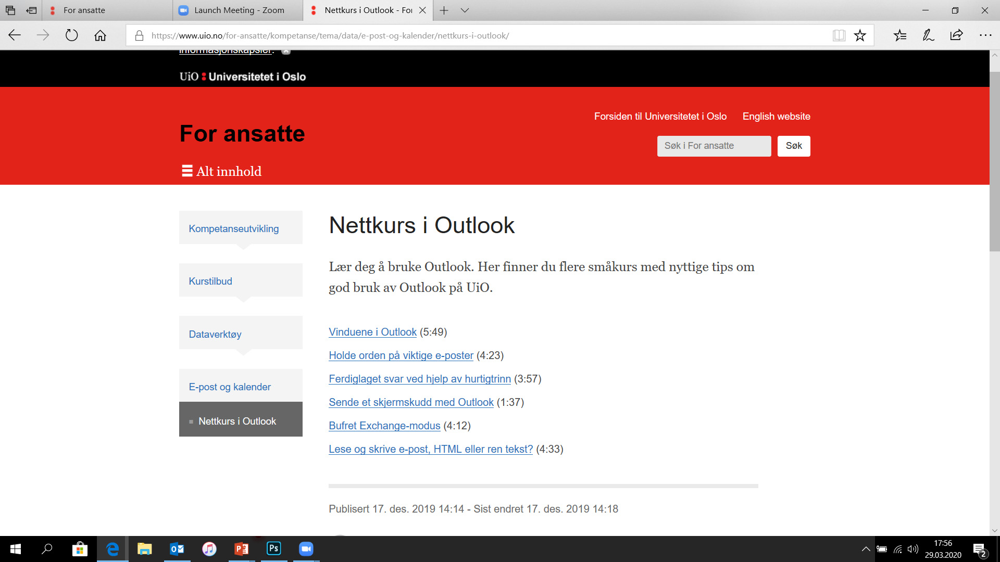 For ansatte
Launch Meeting - Zoom
Nettkurs i Outlook - For
https://www.uio.no/for-ansatte/kompetanse/tema/data/e-post-og-kalender/nettkurs-i-outlook/
informasjonskapsler.
UiO Universitetet i Oslo
Forsiden til Universitetet i Oslo English website
For ansatte
Søk i For ansatte Søk
Alt innhold
Kompetanseutvikling
Kurstilbud
Dataverktøy
E-post og kalender
Nettkurs i Outlook
Nettkurs i Outlook
Lær deg å bruke Outlook. Her finner du flere småkurs med nyttige tips om
god bruk av Outlook på UiO.
Vinduene i Outlook (5:49)
Holde orden på viktige e-poster (4:23)
Ferdiglaget svar ved hjelp av hurtigtrinn (3:57)
Sende et skjermskudd med Outlook (1:37)
Bufret Exchange-modus (4:12)
Lese og skrive e-post, HTML eller ren tekst? (4:33)
Publisert 17. des. 2019 14:14 - Sist endret 17. des. 2019 14:18
Ps
17:56
29.03.2020
2